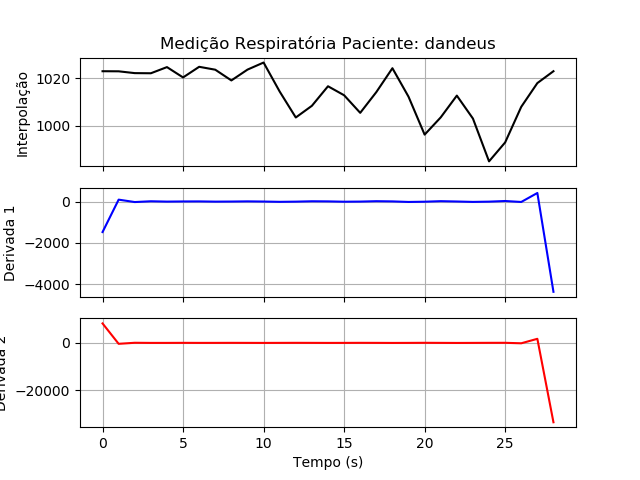 Medição Respiratória Paciente: dandeus
Interpolação
1020
1000
Derivada 1
0
−2000
−4000
Derivada 2
0
−20000
0 5 10 15 20 25
Tempo (s)